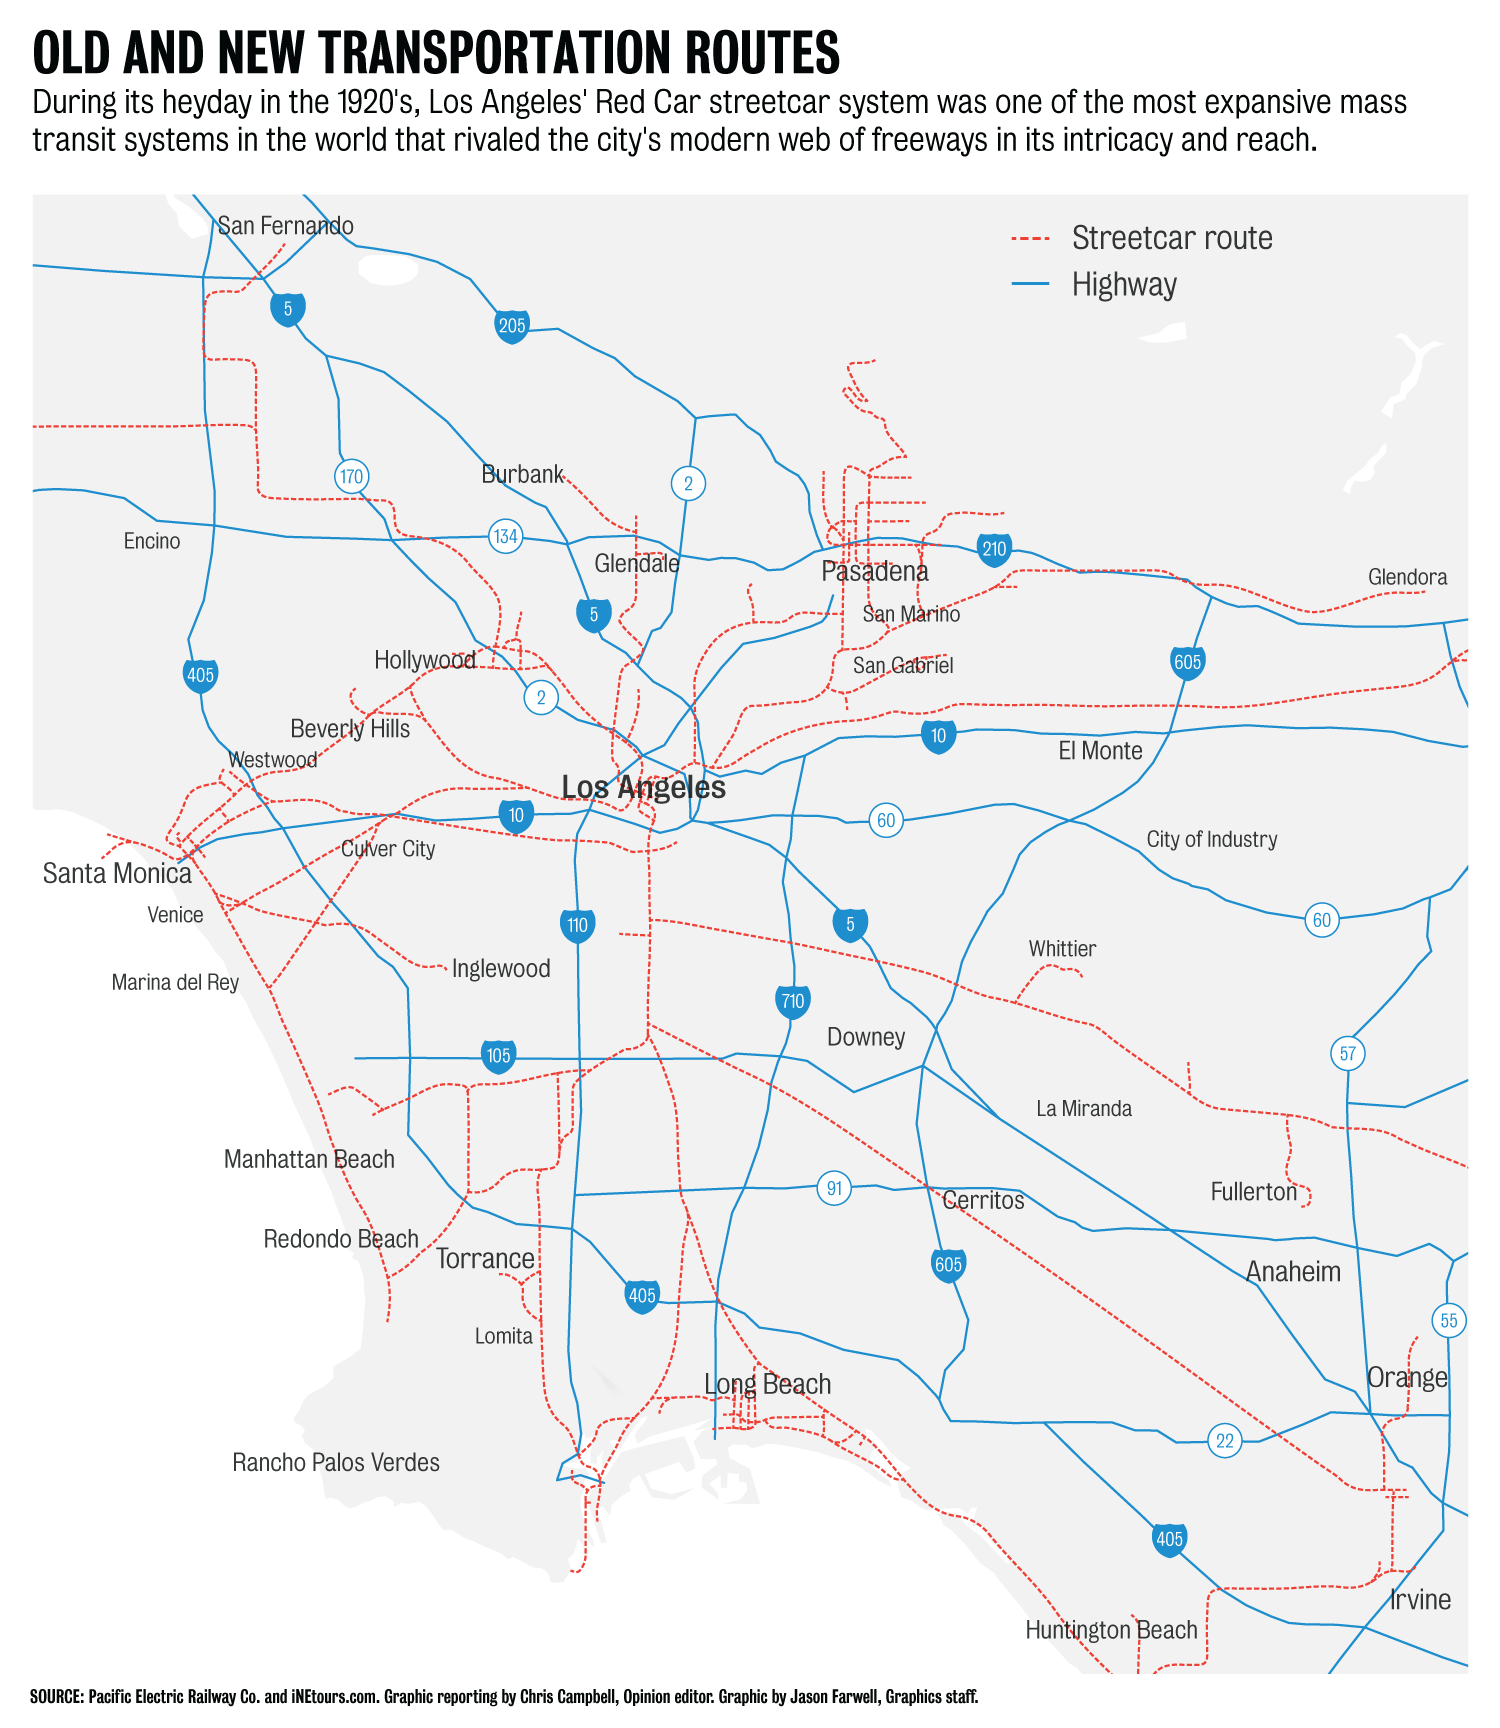 OLD AND NEW TRANSPORTATION ROUTES
During its heyday in the 1920's, Los Angeles' Red Car streetcar system was one of the most expansive mass
transit systems in the world that rivaled the city's modern web of freeways in its intricacy and reach.
San Fernando
Streetcar route
Highway
5
205
Burbank
170
2
134
Encino
Glendale
210
Pasadena
Glendora
5
San Marino
Hollywood
San Gabriel
605
405
2
Beverly Hills
10
El Monte
Westwood
Los Angeles
10
60
City of Industry
Culver City
Santa Monica
Venice
110
5
60
Whittier
Inglewood
Marina del Rey
710
Downey
105
57
La Miranda
Manhattan Beach
91
Cerritos
Fullerton
Redondo Beach
Torrance
605
Anaheim
405
55
Lomita
Long Beach
Orange
22
Rancho Palos Verdes
405
Irvine
Huntington Beach
SOURCE: Pacific Electric Railway Co. and iNEtours.com. Graphic reporting by Chris Campbell, Opinion editor. Graphic by Jason Farwell, Graphics staff.